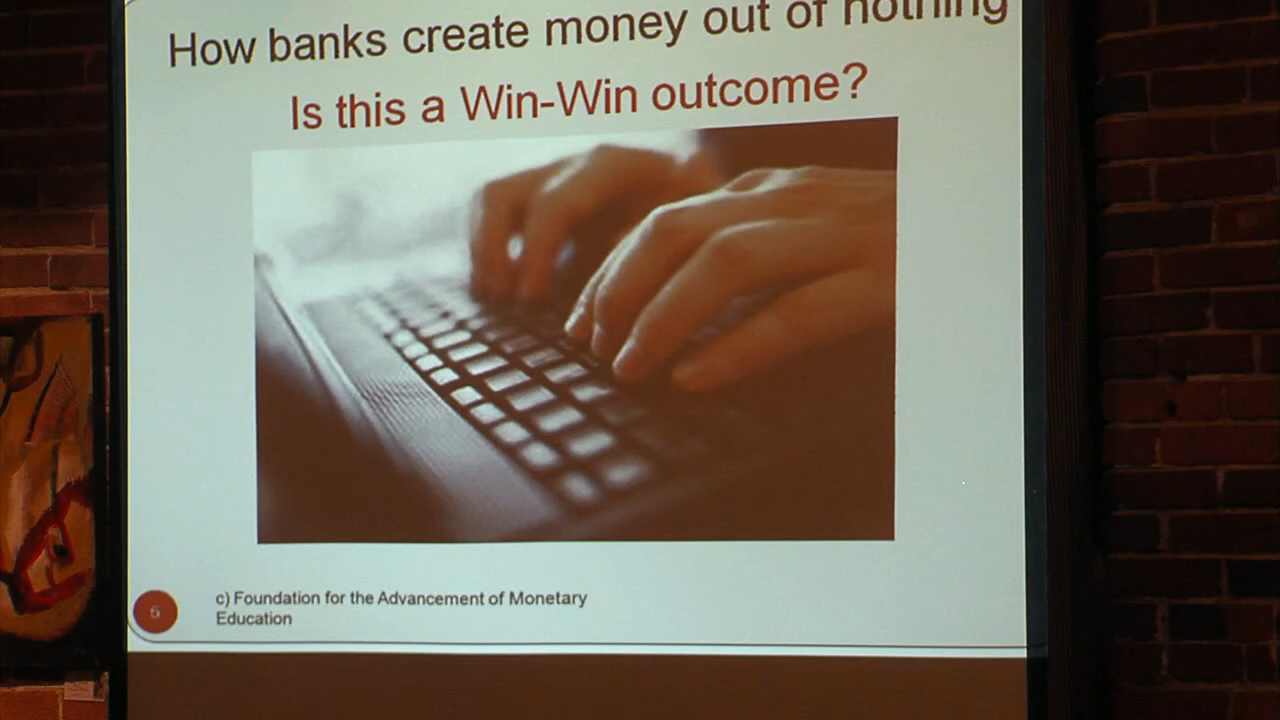 How banks create money out of nothing
Is this a Win-Win outcome?
5
c) Foundation for the Advancement of Monetary
Education